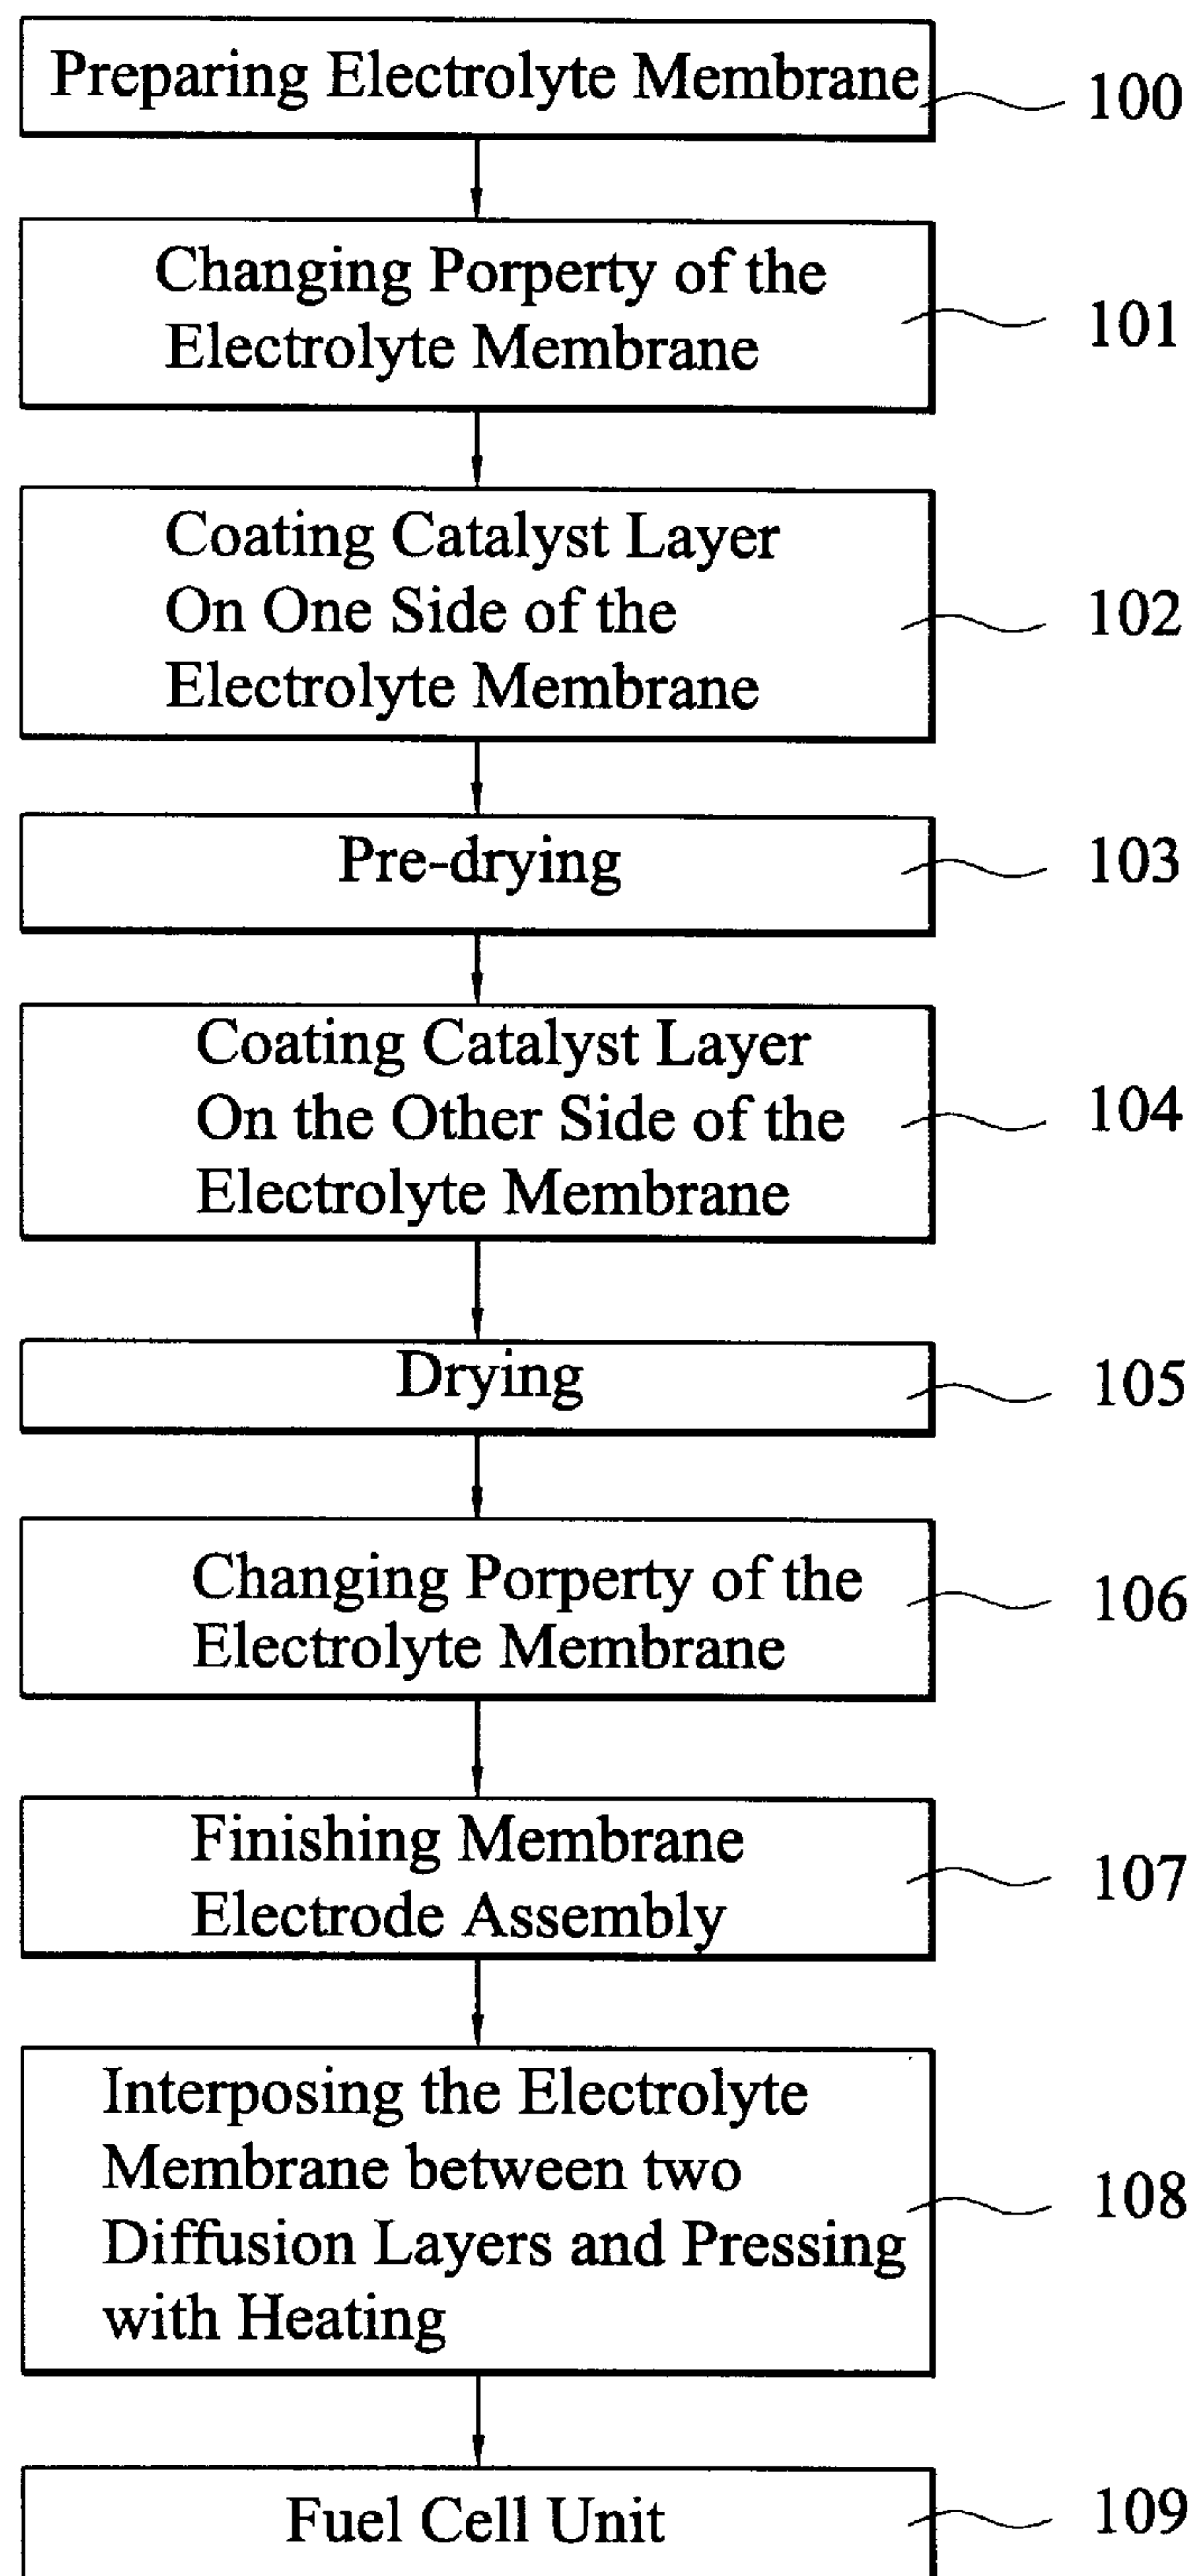 Preparing Electrolyte Membrane
100
Changing Porperty of the
Electrolyte Membrane
101
Coating Catalyst Layer
On One Side of the
Electrolyte Membrane
102
Pre-drying
103
Coating Catalyst Layer
On the Other Side of the
Electrolyte Membrane
104
Drying
105
Changing Porperty of the
Electrolyte Membrane
106
Finishing Membrane
Electrode Assembly
107
Interposing the Electrolyte
Membrane between two
Diffusion Layers and Pressing
with Heating
108
Fuel Cell Unit
109